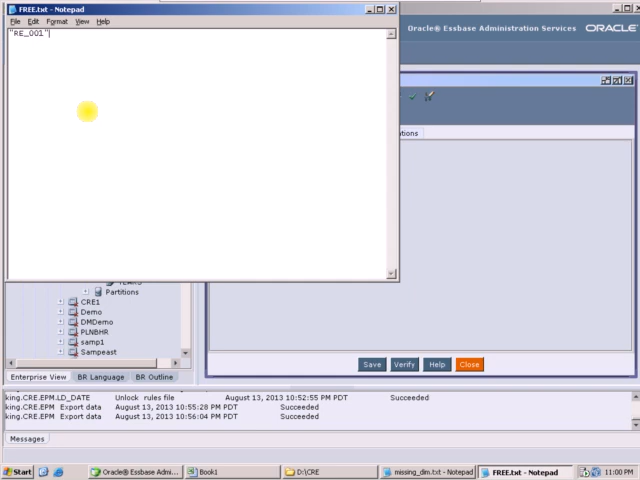 FREE.txt - Notepad
File Edit Format View Help
"RE_001"
Oracle® Essbase Administration Services ORACLE
Partitions
CRE1
Demo
DMDemo
PLNBHR
samp1
Sampeast
Enterprise View BR Language BR Outline
Save Verify Help Close
king.CRE.EPM.LD_DATE Unlock rules file August 13, 2013 10:52:55 PM PDT Succeeded
king.CRE.EPM Export data August 13, 2013 10:55:28 PM PDT Succeeded
king.CRE.EPM Export data August 13, 2013 10:56:04 PM PDT Succeeded
Messages
Start Oracle® Essbase Admi... Book1 D:\CRE missing_dim.txt - Notepad FREE.txt - Notepad 11:00 PM